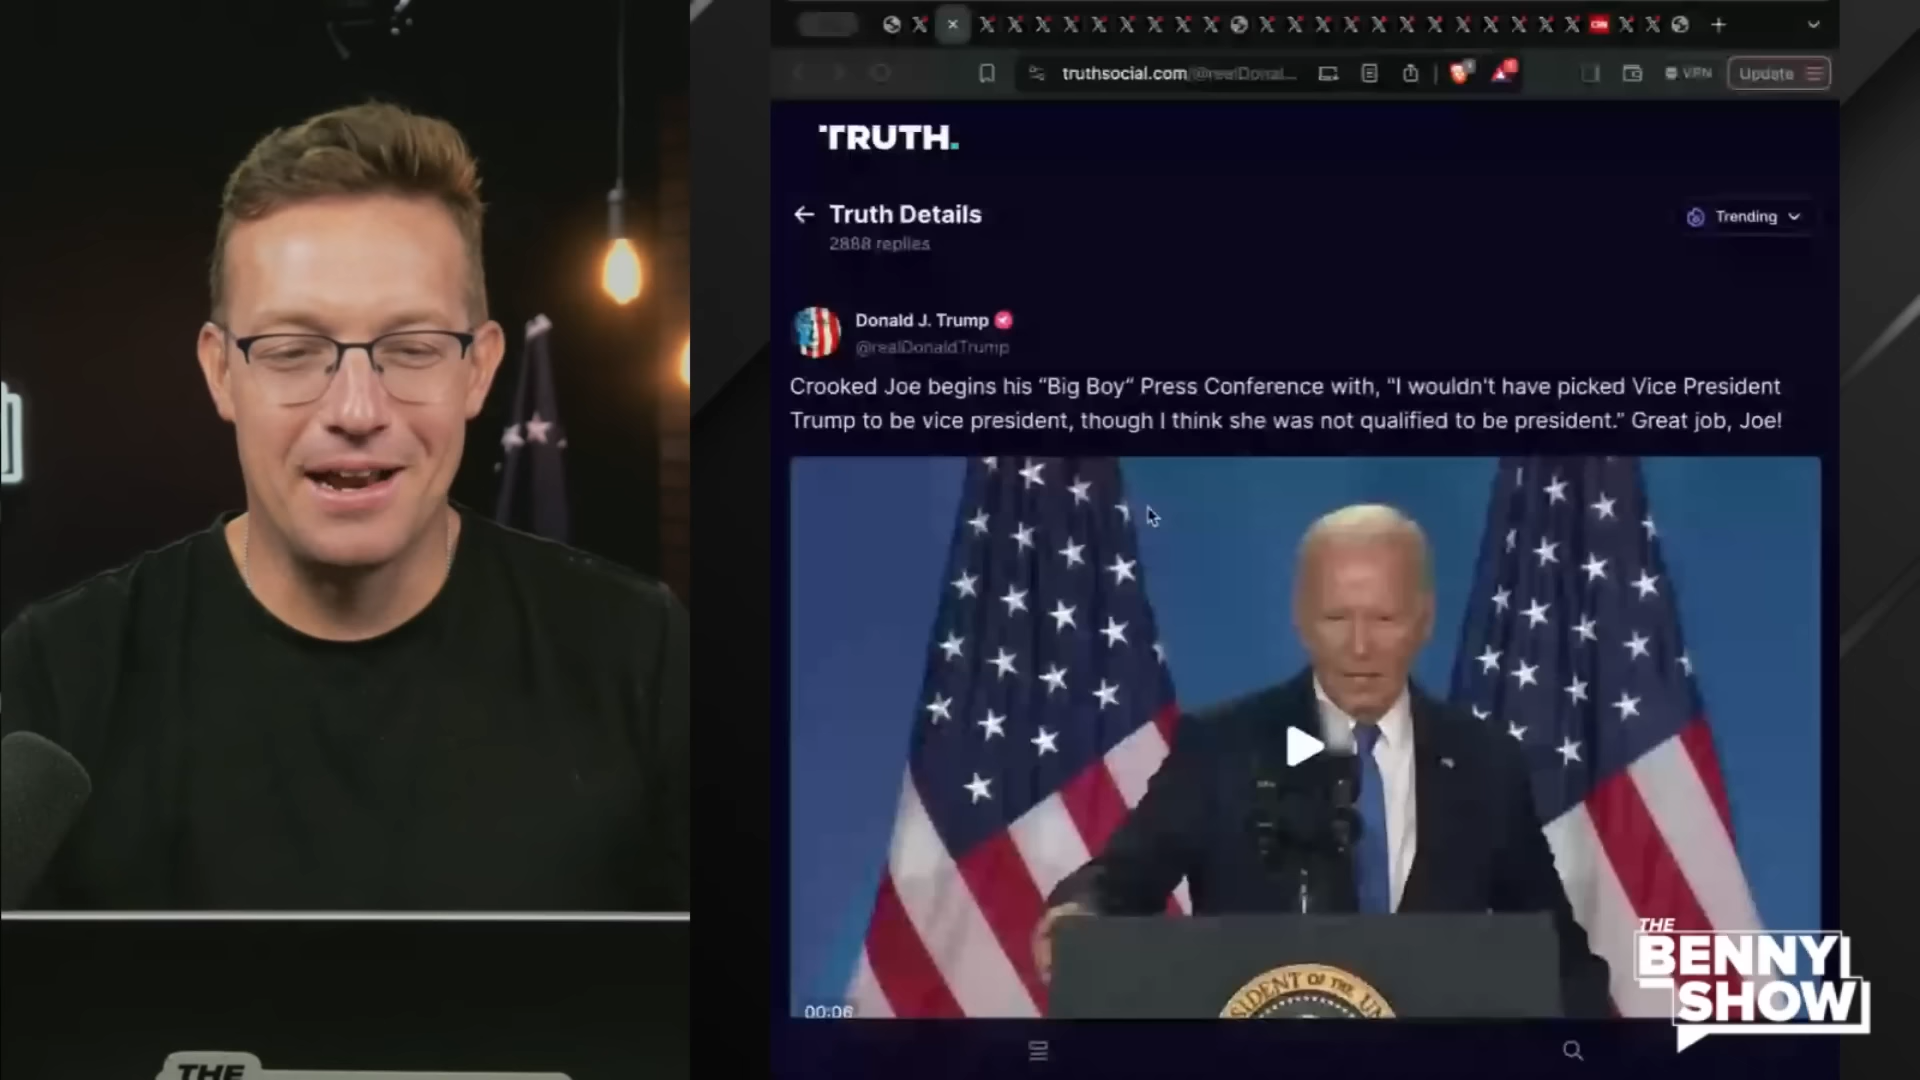 truthsocial.com/@realDonal...
VPN
Update
TRUTH.
Truth Details
2888 replies
Trending
Donald J. Trump
@realDonaldTrump
Crooked Joe begins his “Big Boy“ Press Conference with, "I wouldn't have picked Vice President
Trump to be vice president, though I think she was not qualified to be president." Great job, Joe!
00:06
THE
BENNY
SHOW
THE